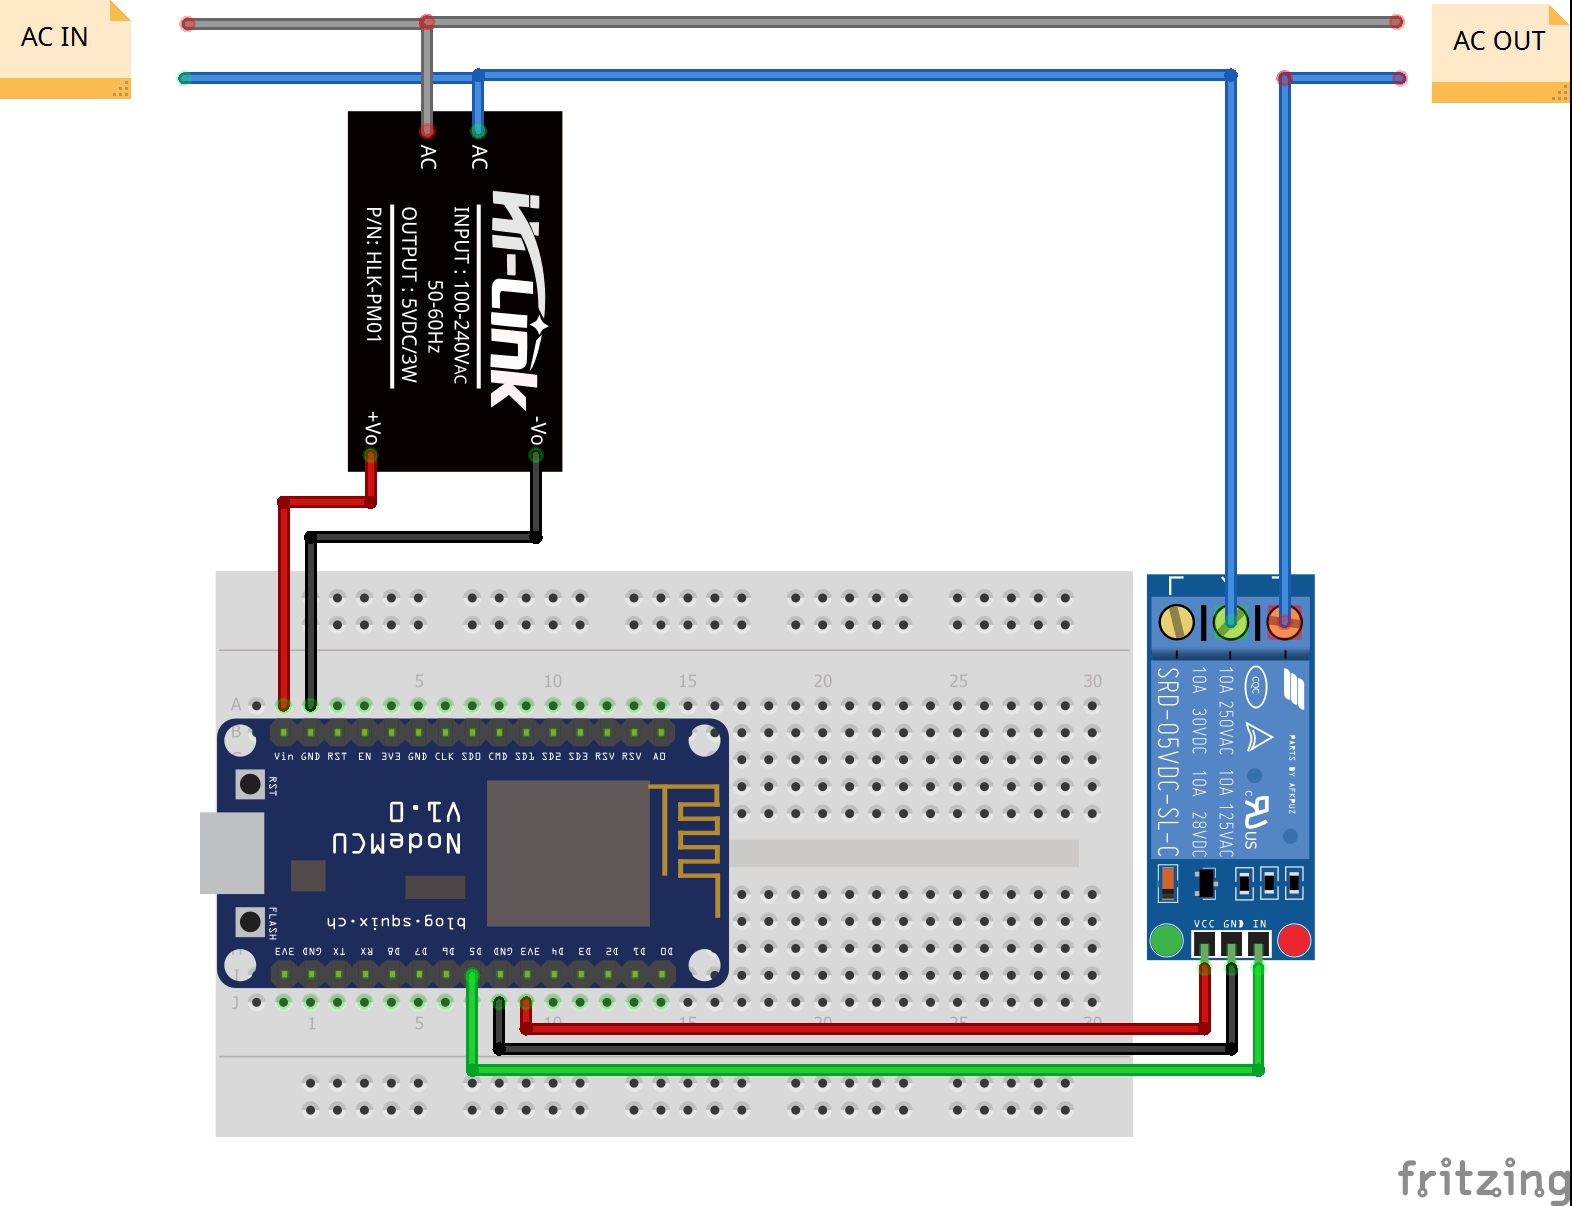 AC IN
AC OUT
AC
AC
Hi-Link
INPUT : 100-240VAC
50-60Hz
OUTPUT : 5VDC/3W
P/N: HLK-PM01
+Vo
-Vo
5 10 15 20 25 30
A
B
Vin GND RST EN 3V3 GND CLK SD0 CMD SD1 SD2 SD3 RSV RSV A0
RST
NodeMCU
V1.0
blog.squix.ch
FLASH
3V3 GND TX RX D8 D7 D6 D5 GND 3V3 D4 D3 D2 D1 D0
I
J
1 5 15 20 25 30
SRD-05VDC-SL-C
10A 30VDC 10A 28VDC
10A 250VAC 10A 125VAC
CQC
c US
PARTS BY AFKPUZ
VCC GND IN
fritzing